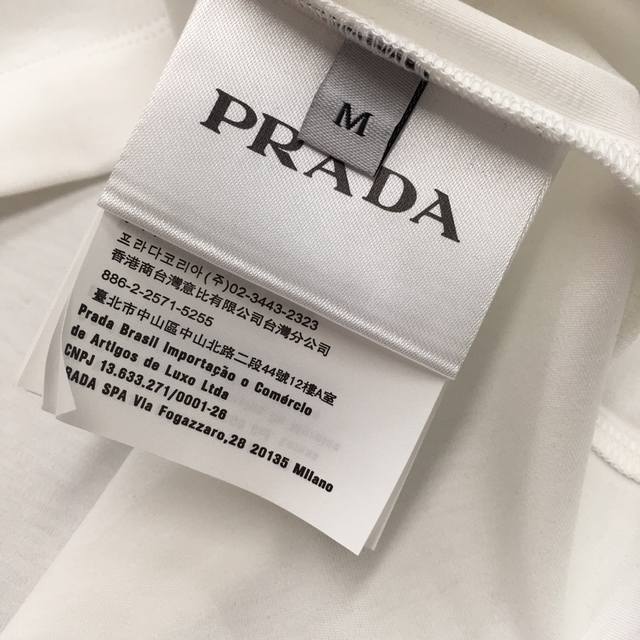 M
PRADA
프라다코리아(주)02-3443-2323
香港商台灣意比有限公司台灣分公司
886-2-2571-5255
臺北市中山區中山北路二段44號12樓A室
Prada Brasil Importação o Comércio
de Artigos de Luxo Ltda
CNPJ 13.633.271/0001-26
RADA SPA Via Fogazzaro,28 20135 Milano